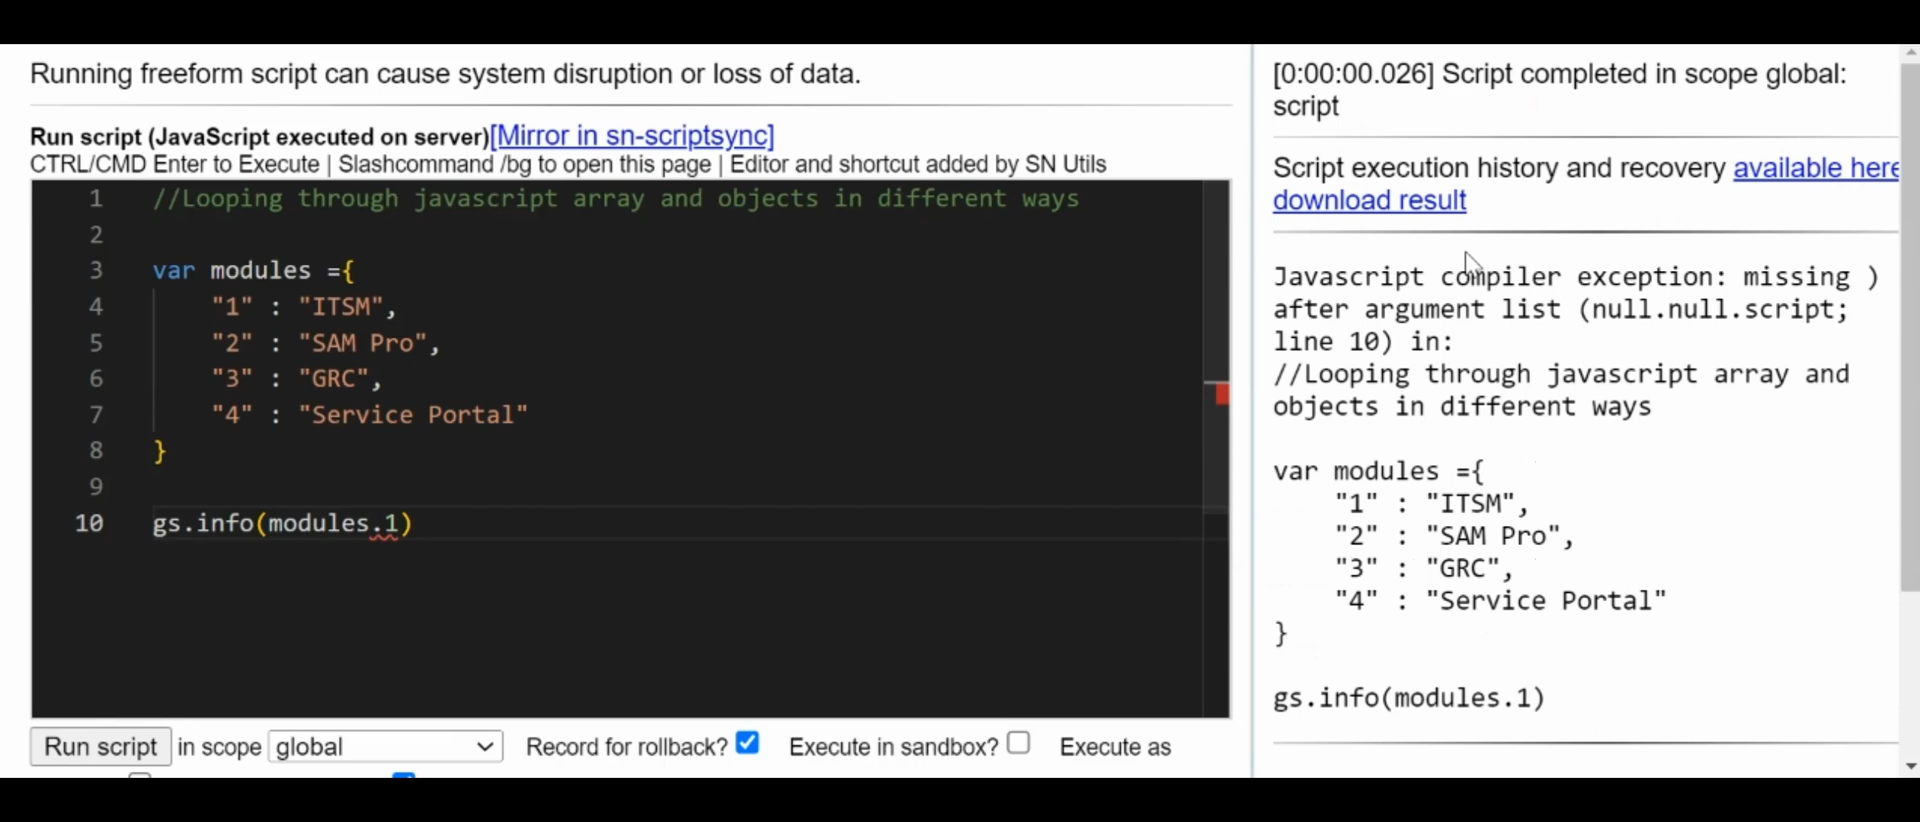 Running freeform script can cause system disruption or loss of data.
Run script (JavaScript executed on server)[Mirror in sn-scriptsync]
CTRL/CMD Enter to Execute | Slashcommand /bg to open this page | Editor and shortcut added by SN Utils
1 //Looping through javascript array and objects in different ways
2
3 var modules ={
4 "1" : "ITSM",
5 "2" : "SAM Pro",
6 "3" : "GRC",
7 "4" : "Service Portal"
8 }
9
10 gs.info(modules.1)
Run script in scope global Record for rollback? Execute in sandbox? Execute as
[0:00:00.026] Script completed in scope global:
script
Script execution history and recovery available here
download result
Javascript compiler exception: missing )
after argument list (null.null.script;
line 10) in:
//Looping through javascript array and
objects in different ways
var modules ={
"1" : "ITSM",
"2" : "SAM Pro",
"3" : "GRC",
"4" : "Service Portal"
}
gs.info(modules.1)